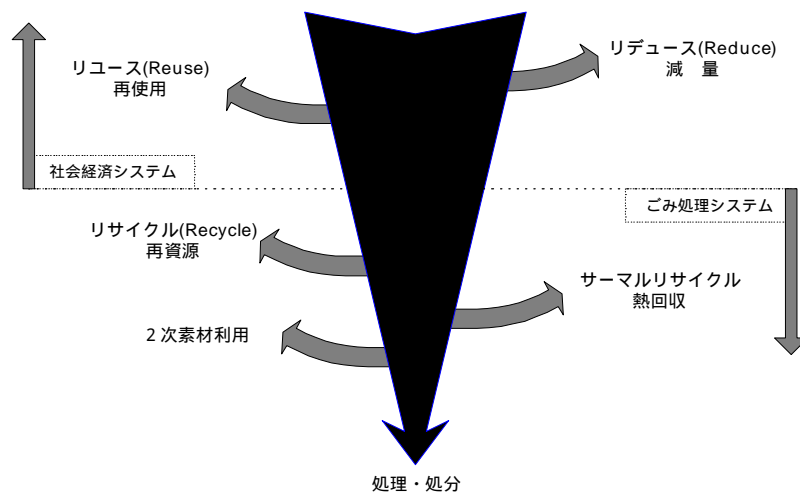 リデュース(Reduce)
減　量
リユース(Reuse)
再使用
社会経済システム
ごみ処理システム
リサイクル(Recycle)
再資源
サーマルリサイクル
熱回収
２次素材利用
処理・処分